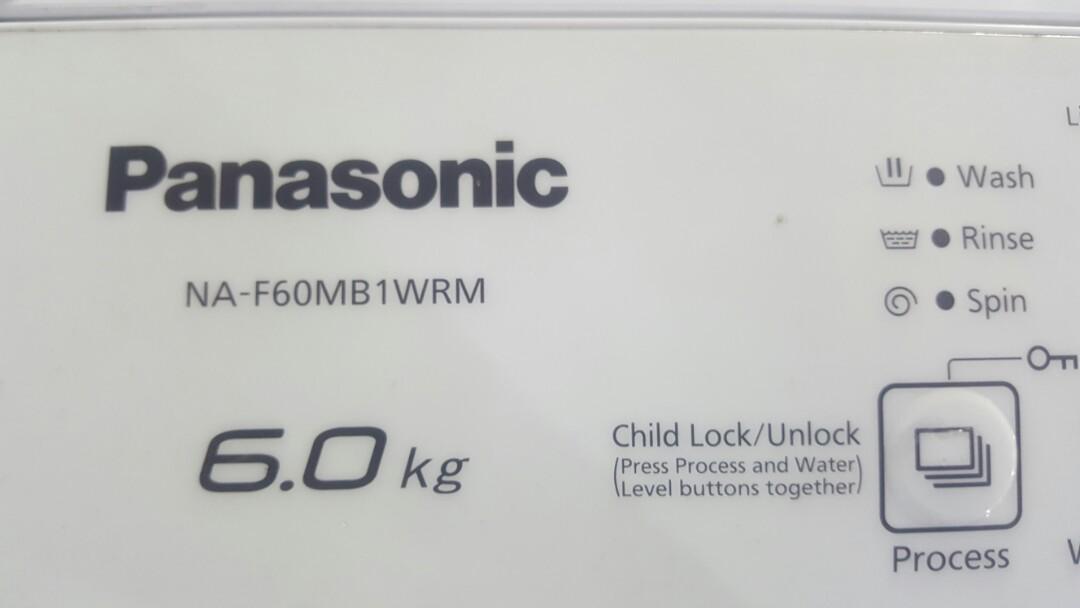 Panasonic
NA-F60MB1WRM
6.0 kg
Wash
Rinse
Spin
Child Lock/Unlock
(Press Process and Water
Level buttons together)
Process